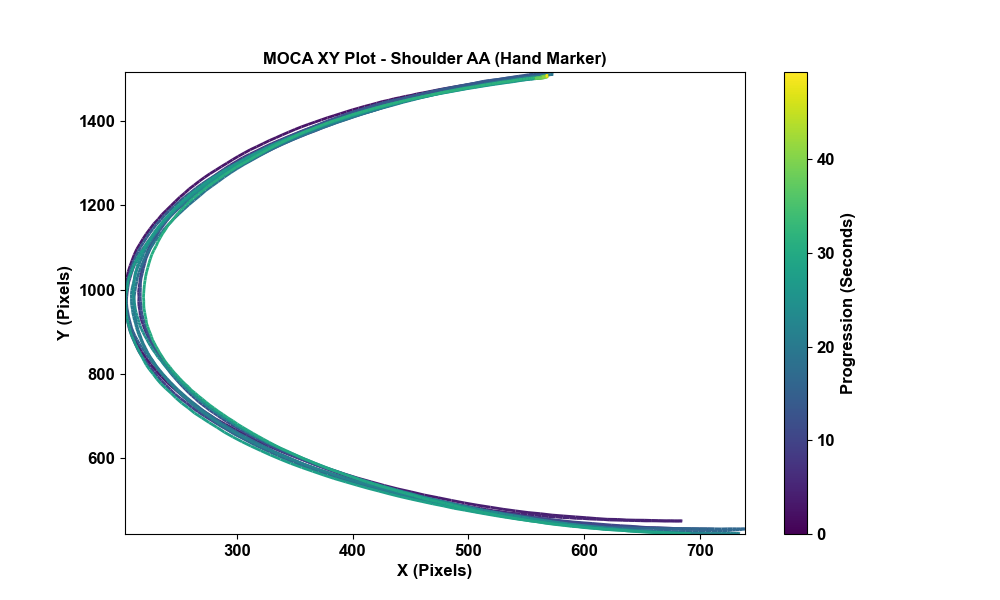 MOCA XY Plot - Shoulder AA (Hand Marker)
1400
1200
1000
800
600
Y (Pixels)
300 400 500 600 700
X (Pixels)
40
30
20
10
0
Progression (Seconds)